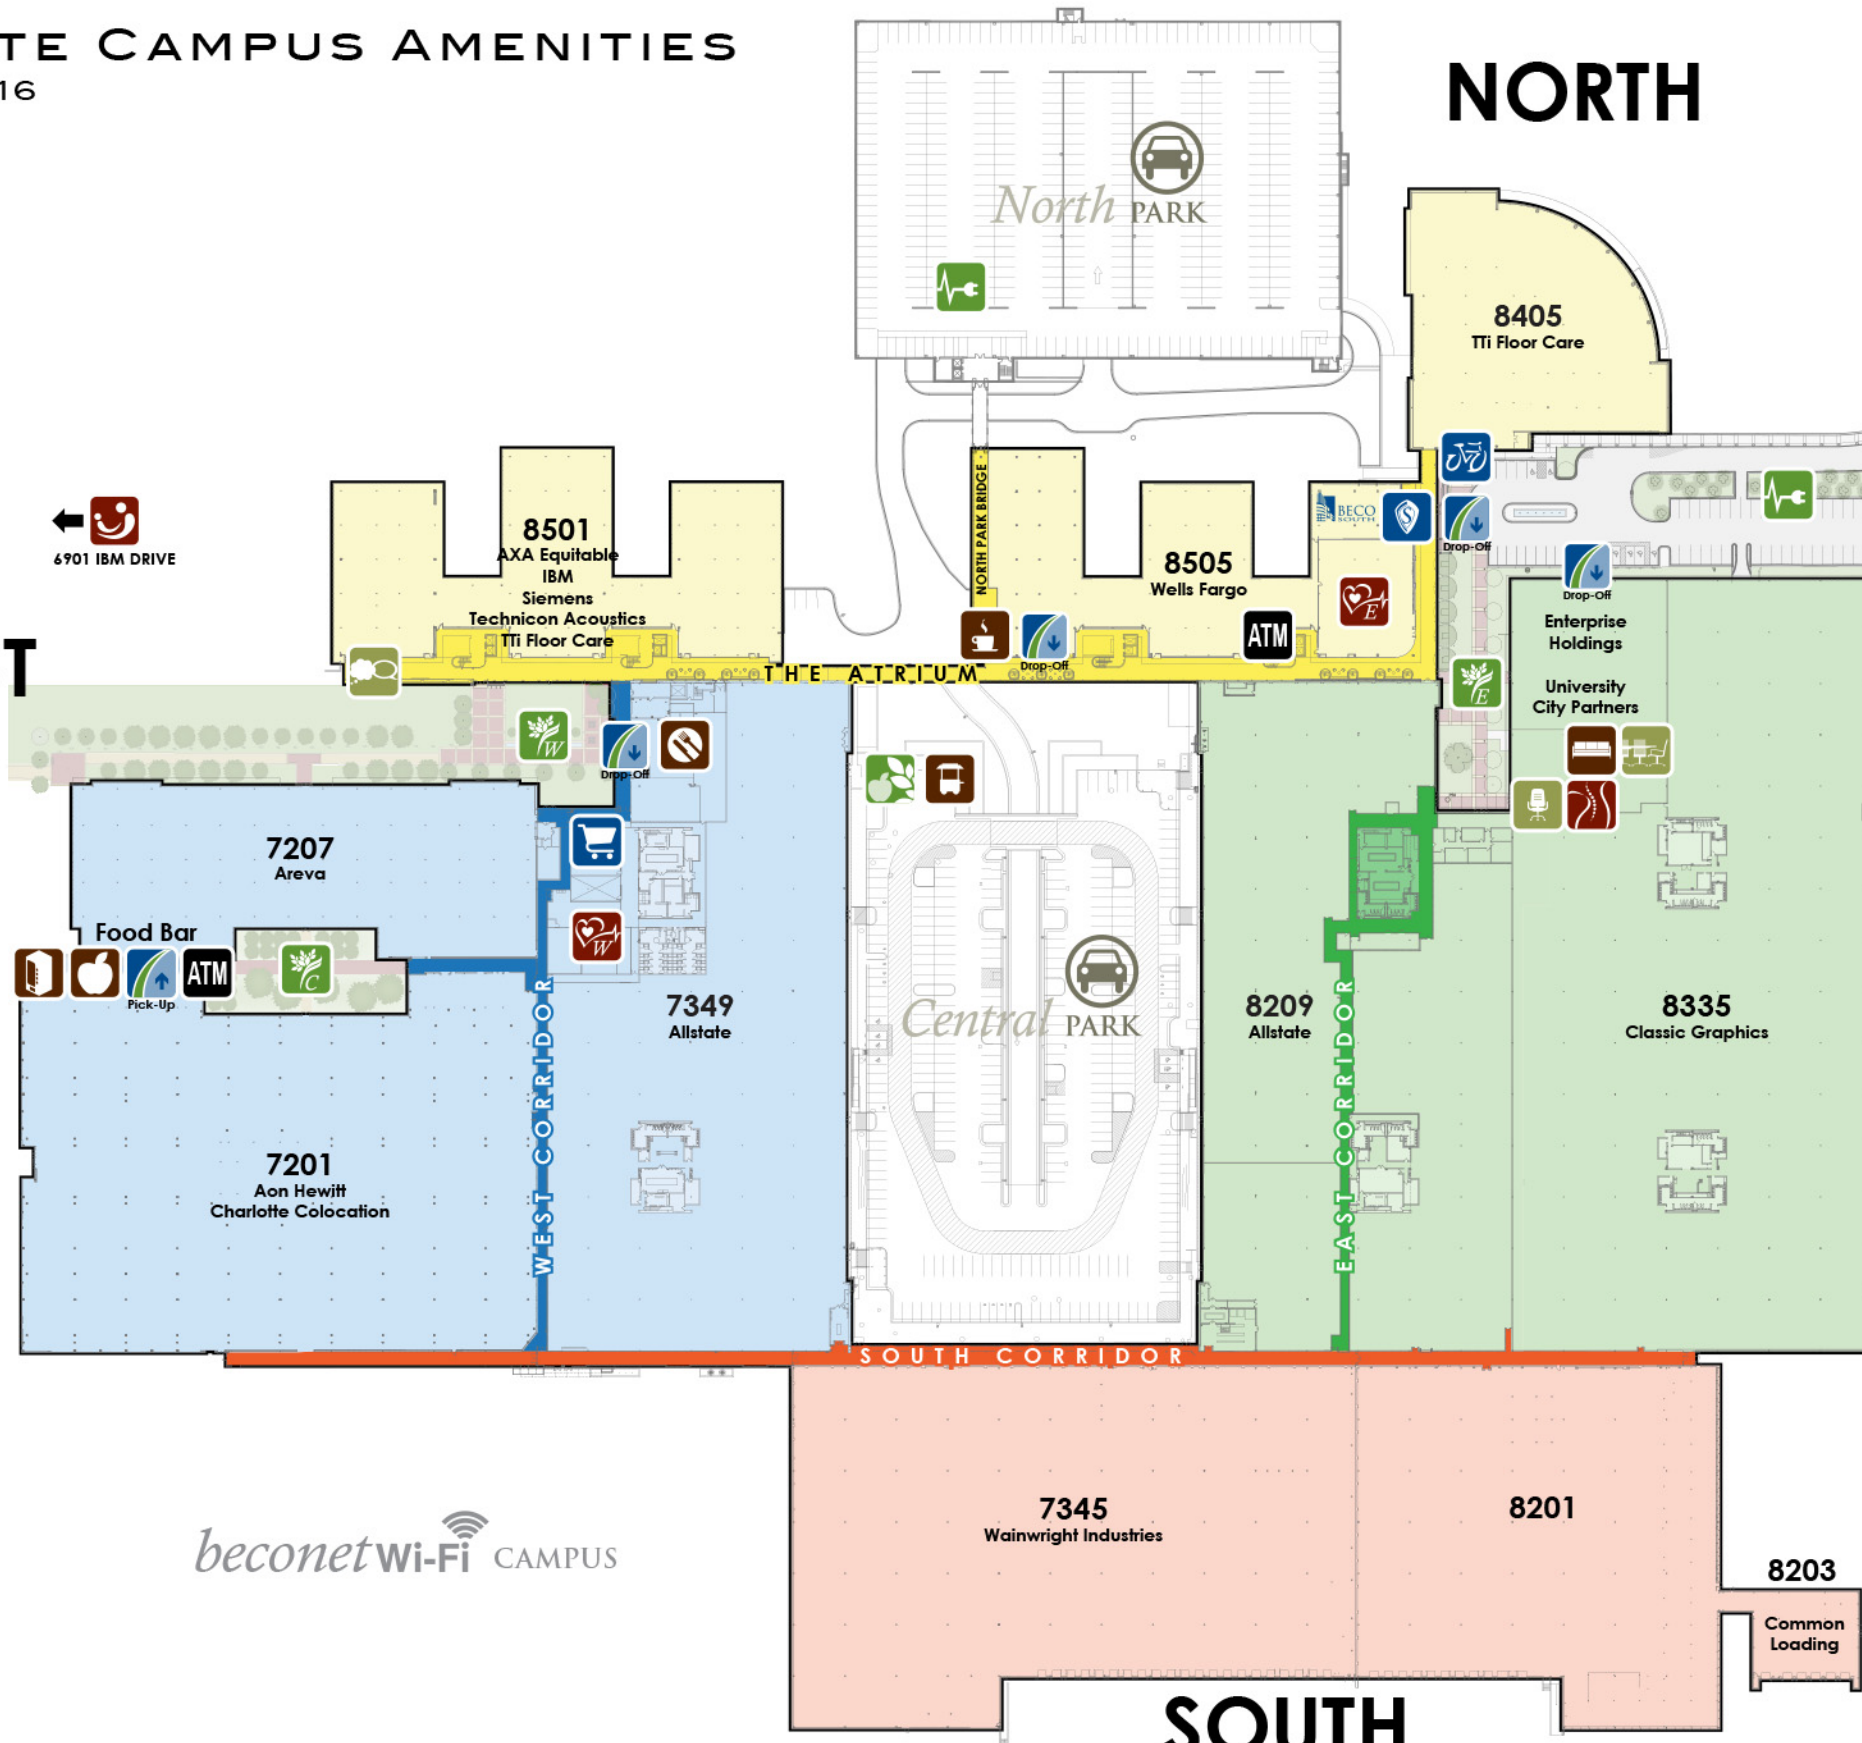 TE CAMPUS AMENITIES
16
NORTH
North PARK
8405
TTi Floor Care
NORTH PARK BRIDGE
6901 IBM DRIVE
8501
AXA Equitable
IBM
Siemens
Technicon Acoustics
TTi Floor Care
8505
Wells Fargo
BECO
SOUTH
S
Drop-Off
Drop-Off
E
ATM
Drop-Off
THE ATRIUM
T
Enterprise
Holdings
University
City Partners
E
W
Drop-Off
7207
Areva
Food Bar
ATM
Pick-Up
C
W
7349
Allstate
Central PARK
8209
Allstate
8335
Classic Graphics
WEST CORRIDOR
EAST CORRIDOR
7201
Aon Hewitt
Charlotte Colocation
SOUTH CORRIDOR
7345
Wainwright Industries
8201
8203
Common
Loading
beconet Wi-Fi CAMPUS
SOUTH